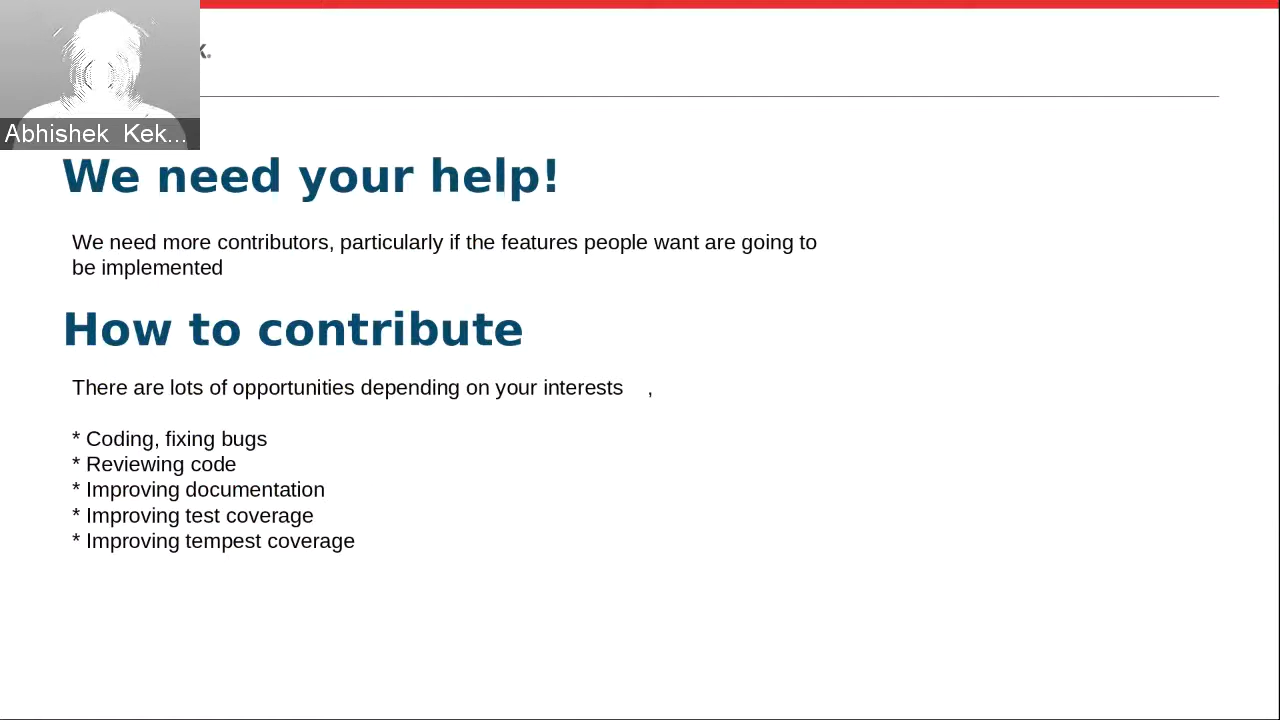 k.
Abhishek Kek...
We need your help!
We need more contributors, particularly if the features people want are going to
be implemented
How to contribute
There are lots of opportunities depending on your interests ,
* Coding, fixing bugs
* Reviewing code
* Improving documentation
* Improving test coverage
* Improving tempest coverage